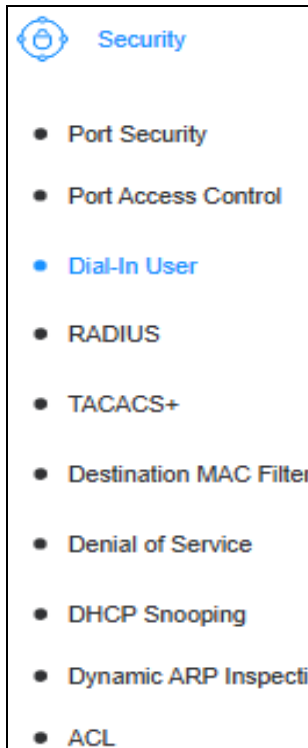 Security
Port Security
Port Access Control
Dial-In User
RADIUS
TACACS+
Destination MAC Filter
Denial of Service
DHCP Snooping
Dynamic ARP Inspecti
ACL